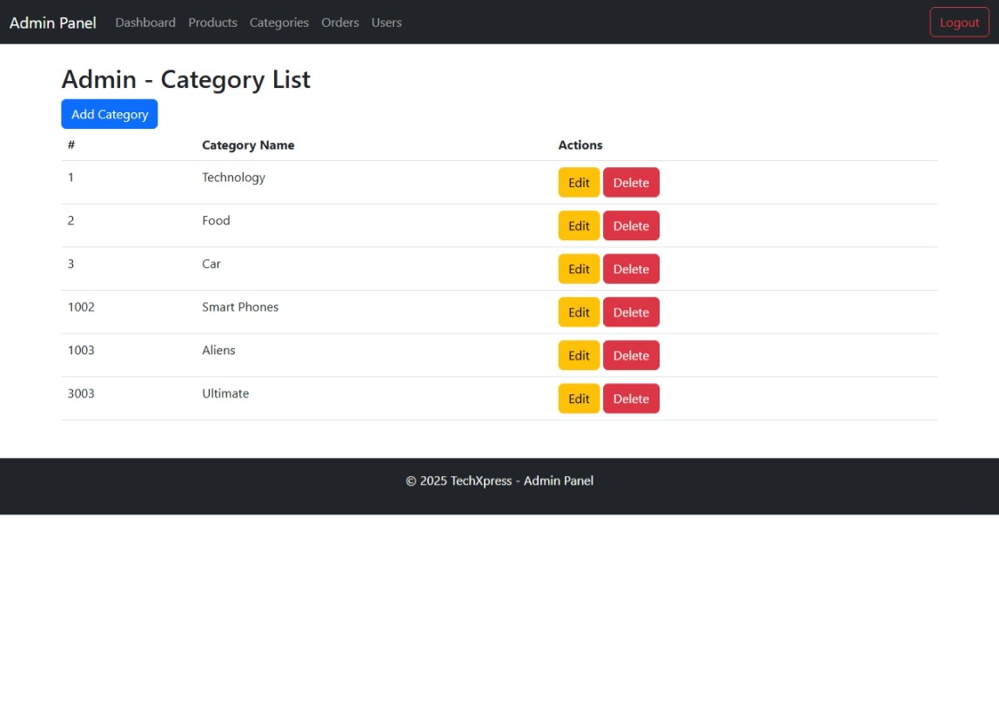 Admin Panel Dashboard Products Categories Orders Users Logout
Admin - Category List
Add Category
# Category Name Actions
1 Technology Edit Delete
2 Food Edit Delete
3 Car Edit Delete
1002 Smart Phones Edit Delete
1003 Aliens Edit Delete
3003 Ultimate Edit Delete
© 2025 TechXpress - Admin Panel